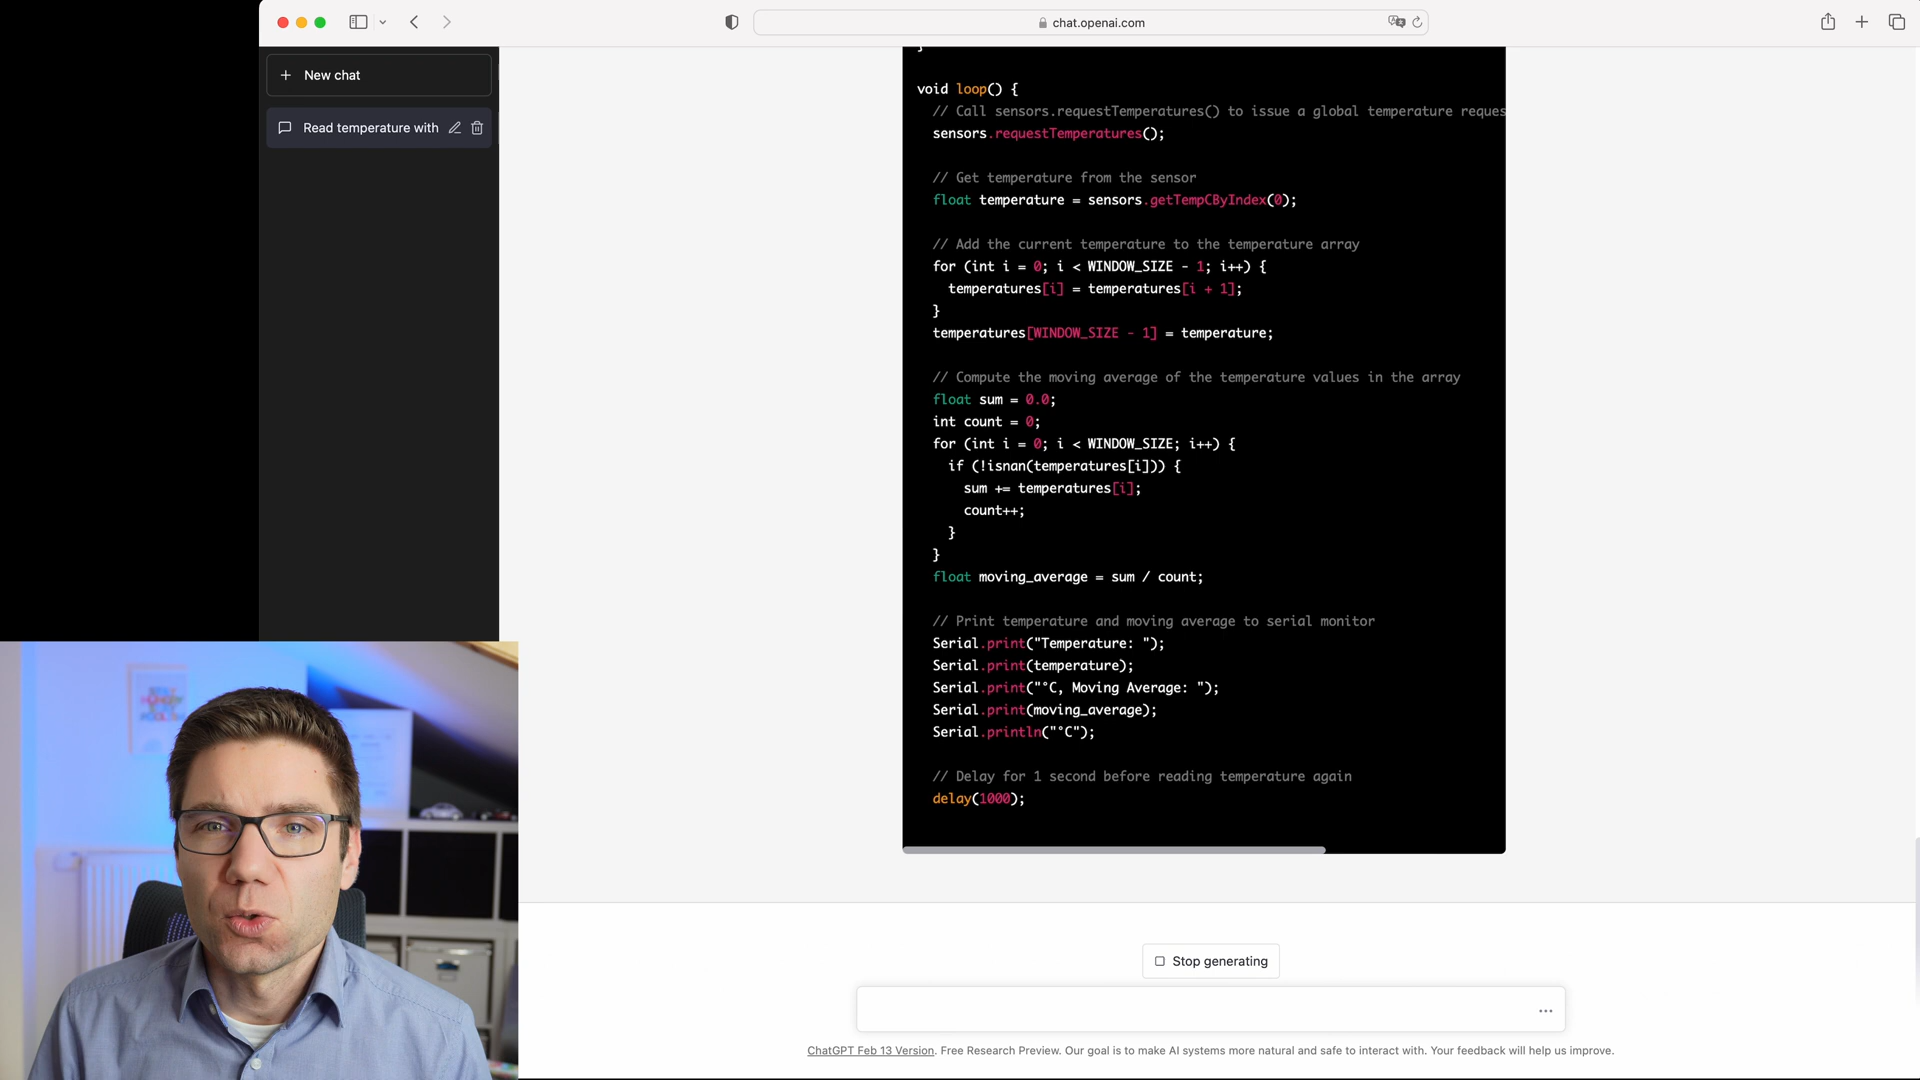 chat.openai.com
New chat
Read temperature with
}
void loop() {
// Call sensors.requestTemperatures() to issue a global temperature reques
sensors.requestTemperatures();
// Get temperature from the sensor
float temperature = sensors.getTempCByIndex(0);
// Add the current temperature to the temperature array
for (int i = 0; i < WINDOW_SIZE - 1; i++) {
temperatures[i] = temperatures[i + 1];
}
temperatures[WINDOW_SIZE - 1] = temperature;
// Compute the moving average of the temperature values in the array
float sum = 0.0;
int count = 0;
for (int i = 0; i < WINDOW_SIZE; i++) {
if (!isnan(temperatures[i])) {
sum += temperatures[i];
count++;
}
}
float moving_average = sum / count;
// Print temperature and moving average to serial monitor
Serial.print("Temperature: ");
Serial.print(temperature);
Serial.print("°C, Moving Average: ");
Serial.print(moving_average);
Serial.println("°C");
// Delay for 1 second before reading temperature again
delay(1000);
Stop generating
ChatGPT Feb 13 Version. Free Research Preview. Our goal is to make AI systems more natural and safe to interact with. Your feedback will help us improve.